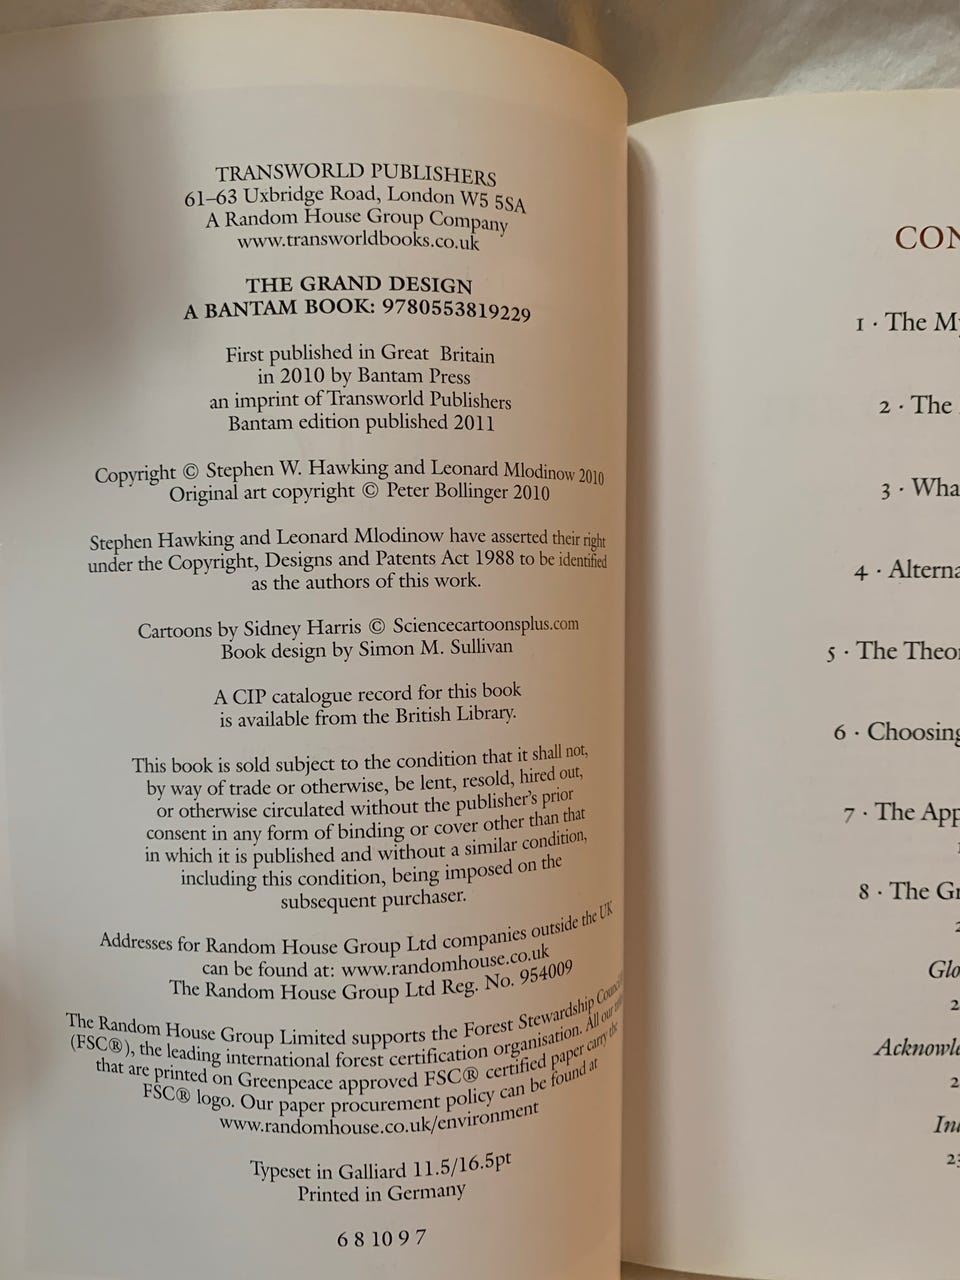 TRANSWORLD PUBLISHERS
61–63 Uxbridge Road, London W5 5SA
A Random House Group Company
www.transworldbooks.co.uk
THE GRAND DESIGN
A BANTAM BOOK: 9780553819229
First published in Great Britain
in 2010 by Bantam Press
an imprint of Transworld Publishers
Bantam edition published 2011
Copyright © Stephen W. Hawking and Leonard Mlodinow 2010
Original art copyright © Peter Bollinger 2010
Stephen Hawking and Leonard Mlodinow have asserted their right
under the Copyright, Designs and Patents Act 1988 to be identified
as the authors of this work.
Cartoons by Sidney Harris © Sciencecartoonsplus.com
Book design by Simon M. Sullivan
A CIP catalogue record for this book
is available from the British Library.
This book is sold subject to the condition that it shall not,
by way of trade or otherwise, be lent, resold, hired out,
or otherwise circulated without the publisher's prior
consent in any form of binding or cover other than that
in which it is published and without a similar condition,
including this condition, being imposed on the
subsequent purchaser.
Addresses for Random House Group Ltd companies outside the UK
can be found at: www.randomhouse.co.uk
The Random House Group Ltd Reg. No. 954009
The Random House Group Limited supports the Forest Stewardship Council
(FSC®), the leading international forest certification organisation. All our
that are printed on Greenpeace approved FSC® certified paper carry the
FSC® logo. Our paper procurement policy can be found at
www.randomhouse.co.uk/environment
Typeset in Galliard 11.5/16.5pt
Printed in Germany
6 8 10 9 7
CON
1 · The My
2 · The
3 · Wha
4 · Alterna
5 · The Theor
6 · Choosing
7 · The App
8 · The Gr
2
Glo
2
Acknowle
2
Ind
23